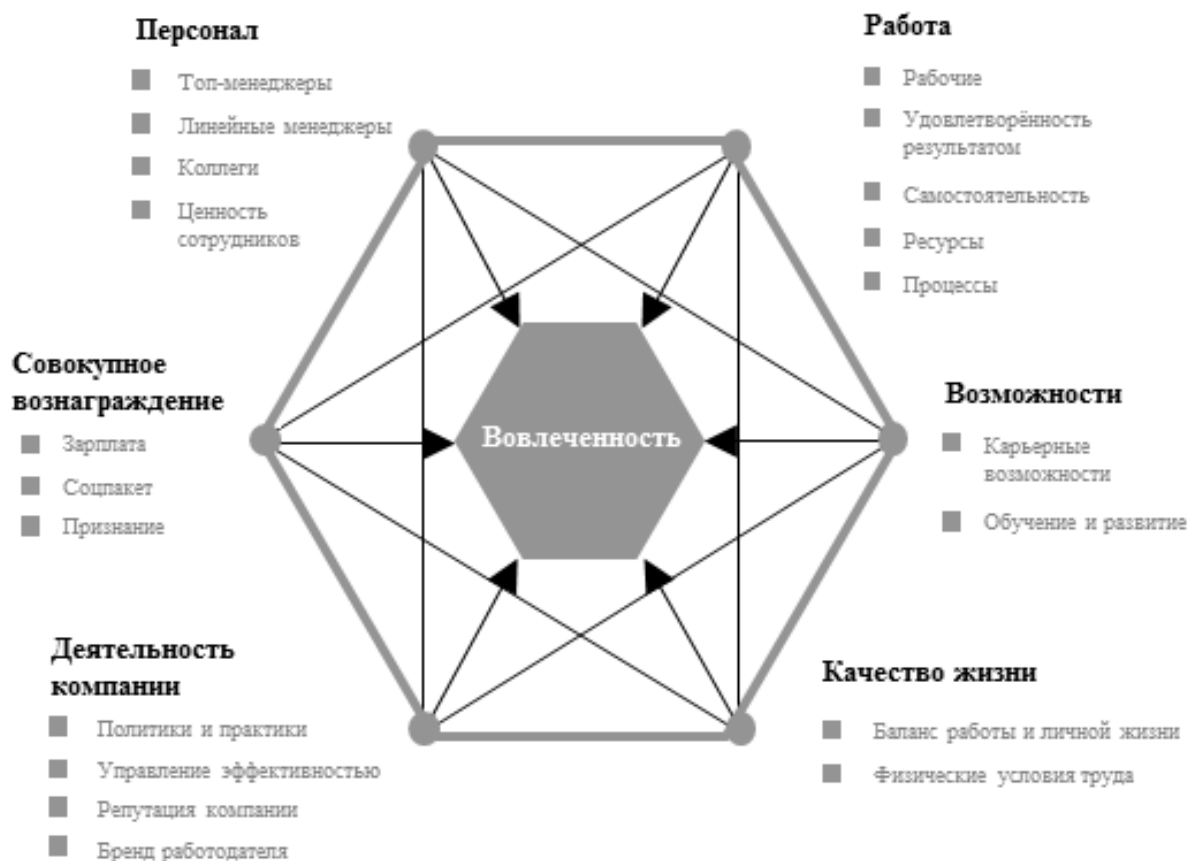 Персонал
Топ-менеджеры
Линейные менеджеры
Коллеги
Ценность
сотрудников
Работа
Рабочие
Удовлетворённость
результатом
Самостоятельность
Ресурсы
Процессы
Совокупное
вознаграждение
Зарплата
Соцпакет
Признание
Вовлеченность
Возможности
Карьерные
возможности
Обучение и развитие
Деятельность
компании
Политики и практики
Управление эффективностью
Репутация компании
Бренд работодателя
Качество жизни
Баланс работы и личной жизни
Физические условия труда